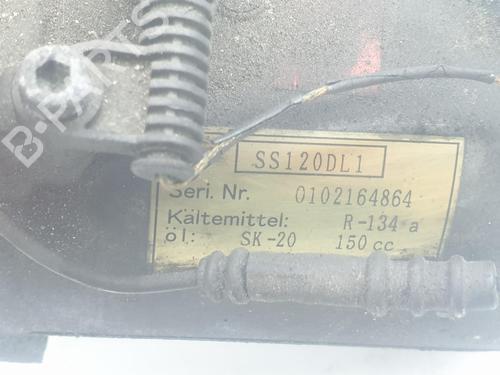 B-PARTS
SS120DL1
Seri. Nr. 0102164864
Kältemittel: R-134 a
öl: SK-20 150 cc